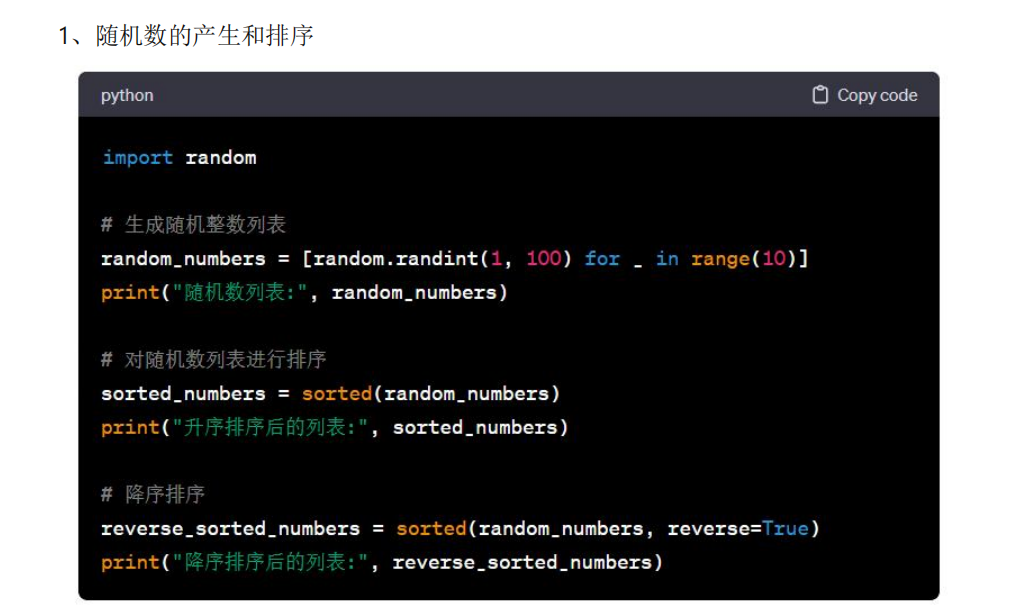 1、随机数的产生和排序
python
Copy code
import random
# 生成随机整数列表
random_numbers = [random.randint(1, 100) for _ in range(10)]
print("随机数列表:", random_numbers)
# 对随机数列表进行排序
sorted_numbers = sorted(random_numbers)
print("升序排序后的列表:", sorted_numbers)
# 降序排序
reverse_sorted_numbers = sorted(random_numbers, reverse=True)
print("降序排序后的列表:", reverse_sorted_numbers)